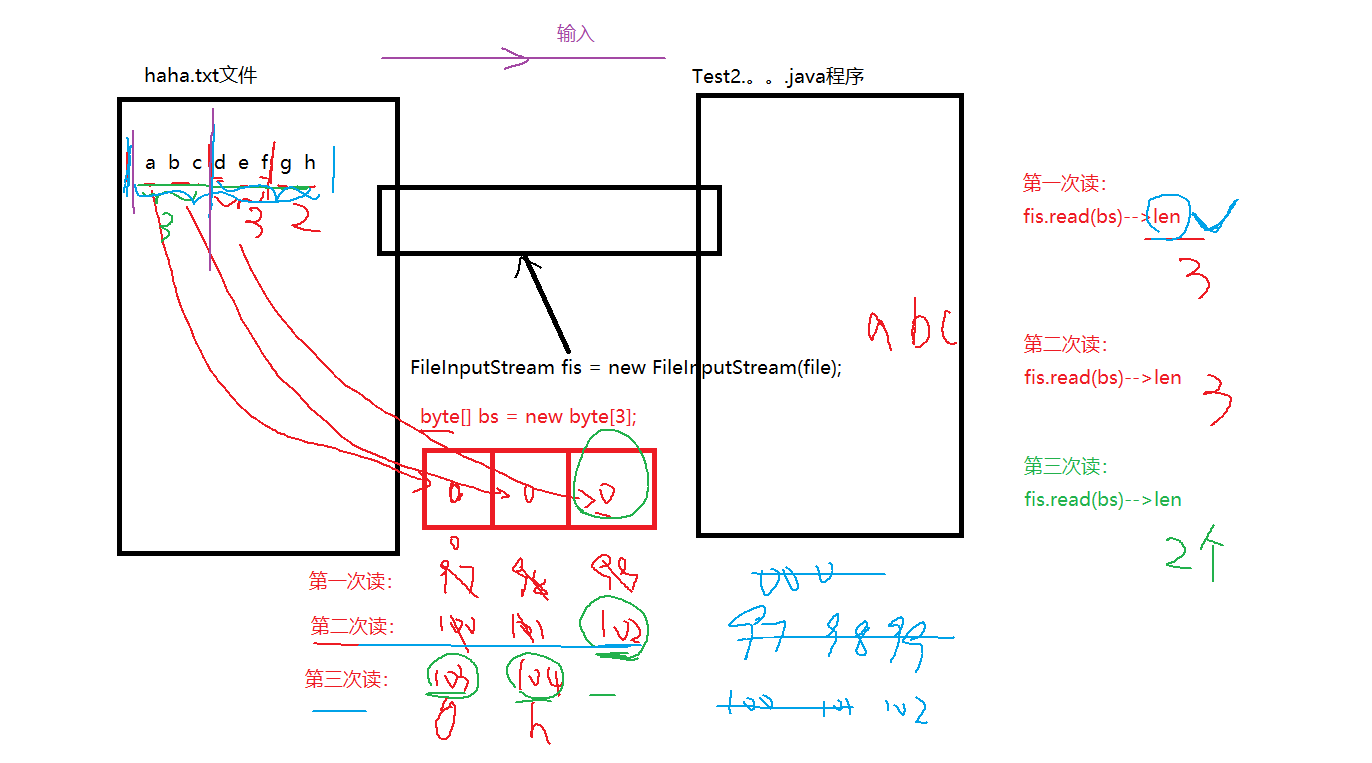 输入
haha.txt文件
Test2.。。.java程序
a b c d e f g h
3 3 2
第一次读:
fis.read(bs)-->len
3
a b c
第二次读:
fis.read(bs)-->len
3
FileInputStream fis = new FileInputStream(file);
byte[] bs = new byte[3];
0 0 0
第三次读:
fis.read(bs)-->len
2个
第一次读: 97 98 99
第二次读: 100 101 102
第三次读: 103 104
g h
0 0 0
97 98 99
100 101 102